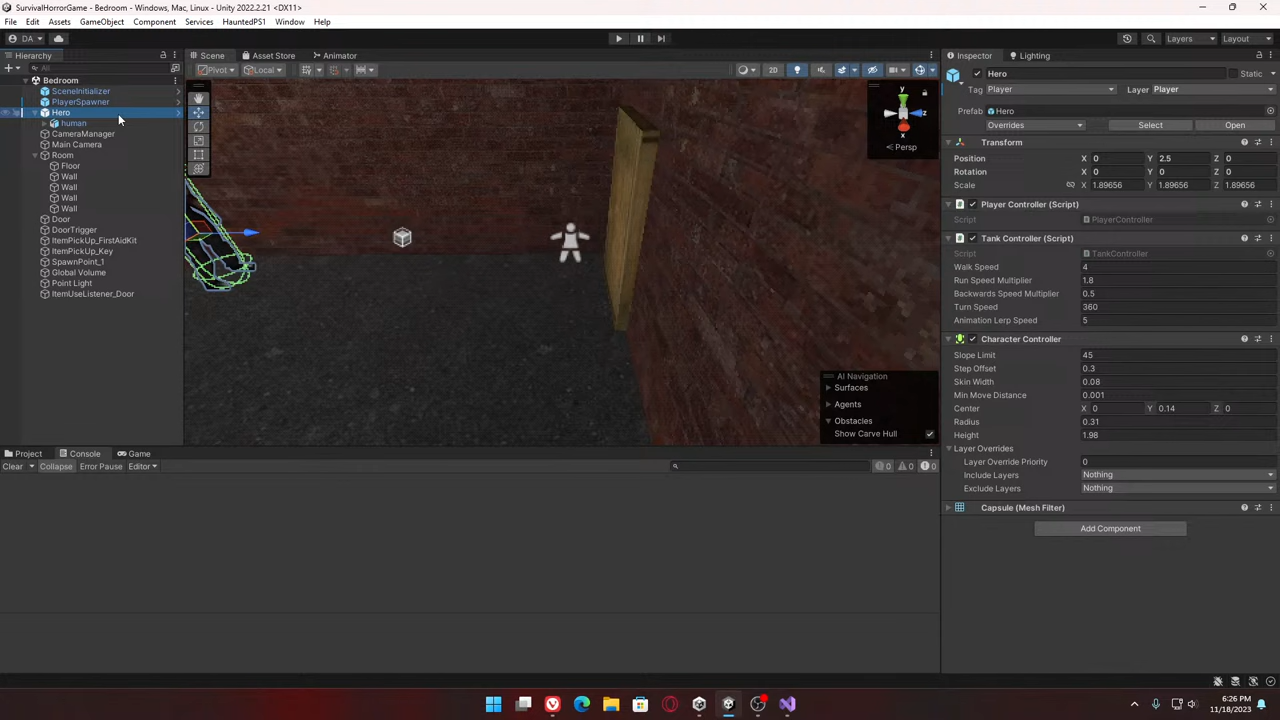 SurvivalHorrorGame - Bedroom - Windows, Mac, Linux - Unity 2022.2.21 <DX11>
File Edit Assets GameObject Component Services HauntedPS1 Window Help
DA Layers Layout
Hierarchy Scene Asset Store Animator Inspector Lighting
All Pivot Local 2D
Bedroom
SceneInitializer
PlayerSpawner
Hero
human
CameraManager
Main Camera
Room
Floor
Wall
Wall
Wall
Wall
Door
DoorTrigger
ItemPickUp_FirstAidKit
ItemPickUp_Key
SpawnPoint_1
Global Volume
Point Light
ItemUseListener_Door
y
z
x
Persp
AI Navigation
Surfaces
Agents
Obstacles
Show Carve Hull
Hero Static
Tag Player Layer Player
Prefab Hero
Overrides Select Open
Transform
Position X 0 Y 2.5 Z 0
Rotation X 0 Y 0 Z 0
Scale X 1.89656 Y 1.89656 Z 1.89656
Player Controller (Script)
Script PlayerController
Tank Controller (Script)
Script TankController
Walk Speed 4
Run Speed Multiplier 1.8
Backwards Speed Multiplier 0.5
Turn Speed 360
Animation Lerp Speed 5
Character Controller
Slope Limit 45
Step Offset 0.3
Skin Width 0.08
Min Move Distance 0.001
Center X 0 Y 0.14 Z 0
Radius 0.31
Height 1.98
Layer Overrides
Layer Override Priority 0
Include Layers Nothing
Exclude Layers Nothing
Capsule (Mesh Filter)
Add Component
Project Console Game
Clear Collapse Error Pause Editor 0 0 0
6:26 PM
11/18/2023